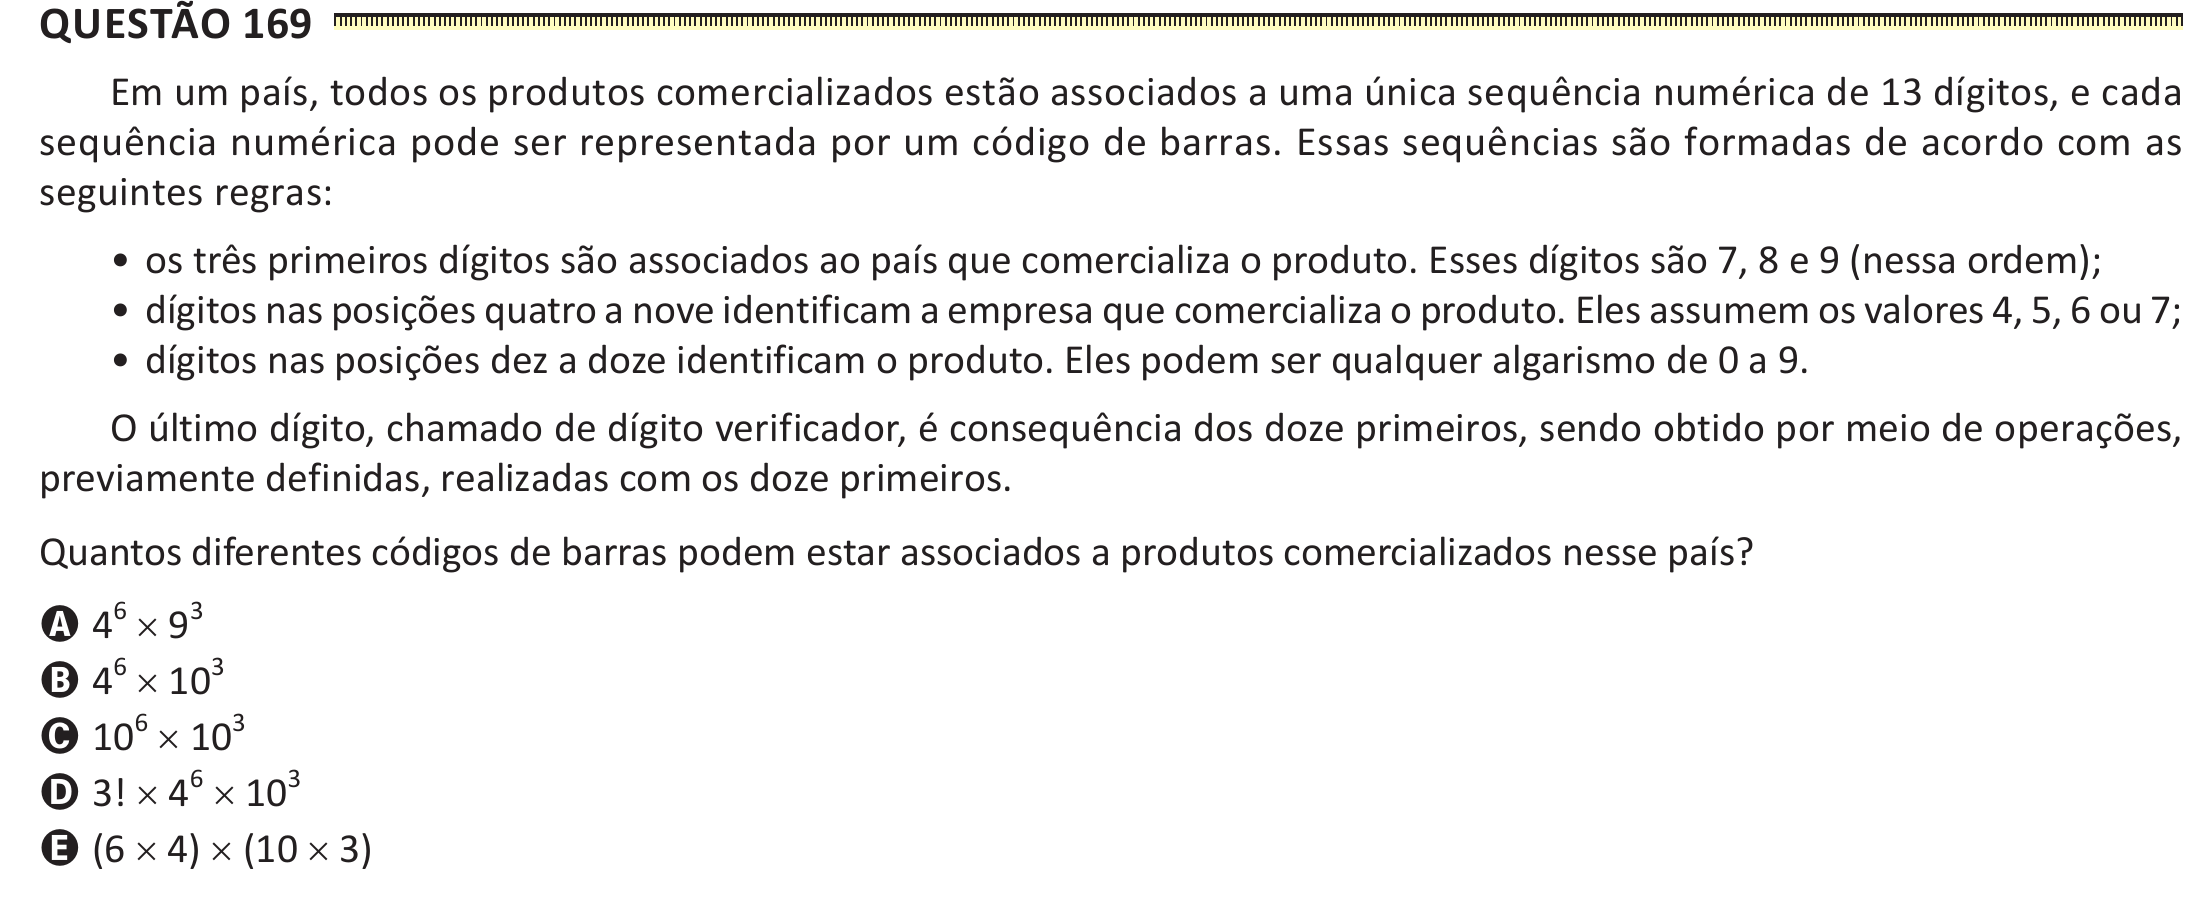 QUESTÃO 169
Em um país, todos os produtos comercializados estão associados a uma única sequência numérica de 13 dígitos, e cada
sequência numérica pode ser representada por um código de barras. Essas sequências são formadas de acordo com as
seguintes regras:
• os três primeiros dígitos são associados ao país que comercializa o produto. Esses dígitos são 7, 8 e 9 (nessa ordem);
• dígitos nas posições quatro a nove identificam a empresa que comercializa o produto. Eles assumem os valores 4, 5, 6 ou 7;
• dígitos nas posições dez a doze identificam o produto. Eles podem ser qualquer algarismo de 0 a 9.
O último dígito, chamado de dígito verificador, é consequência dos doze primeiros, sendo obtido por meio de operações,
previamente definidas, realizadas com os doze primeiros.
Quantos diferentes códigos de barras podem estar associados a produtos comercializados nesse país?
A 4⁶ × 9³
B 4⁶ × 10³
C 10⁶ × 10³
D 3! × 4⁶ × 10³
E (6 × 4) × (10 × 3)